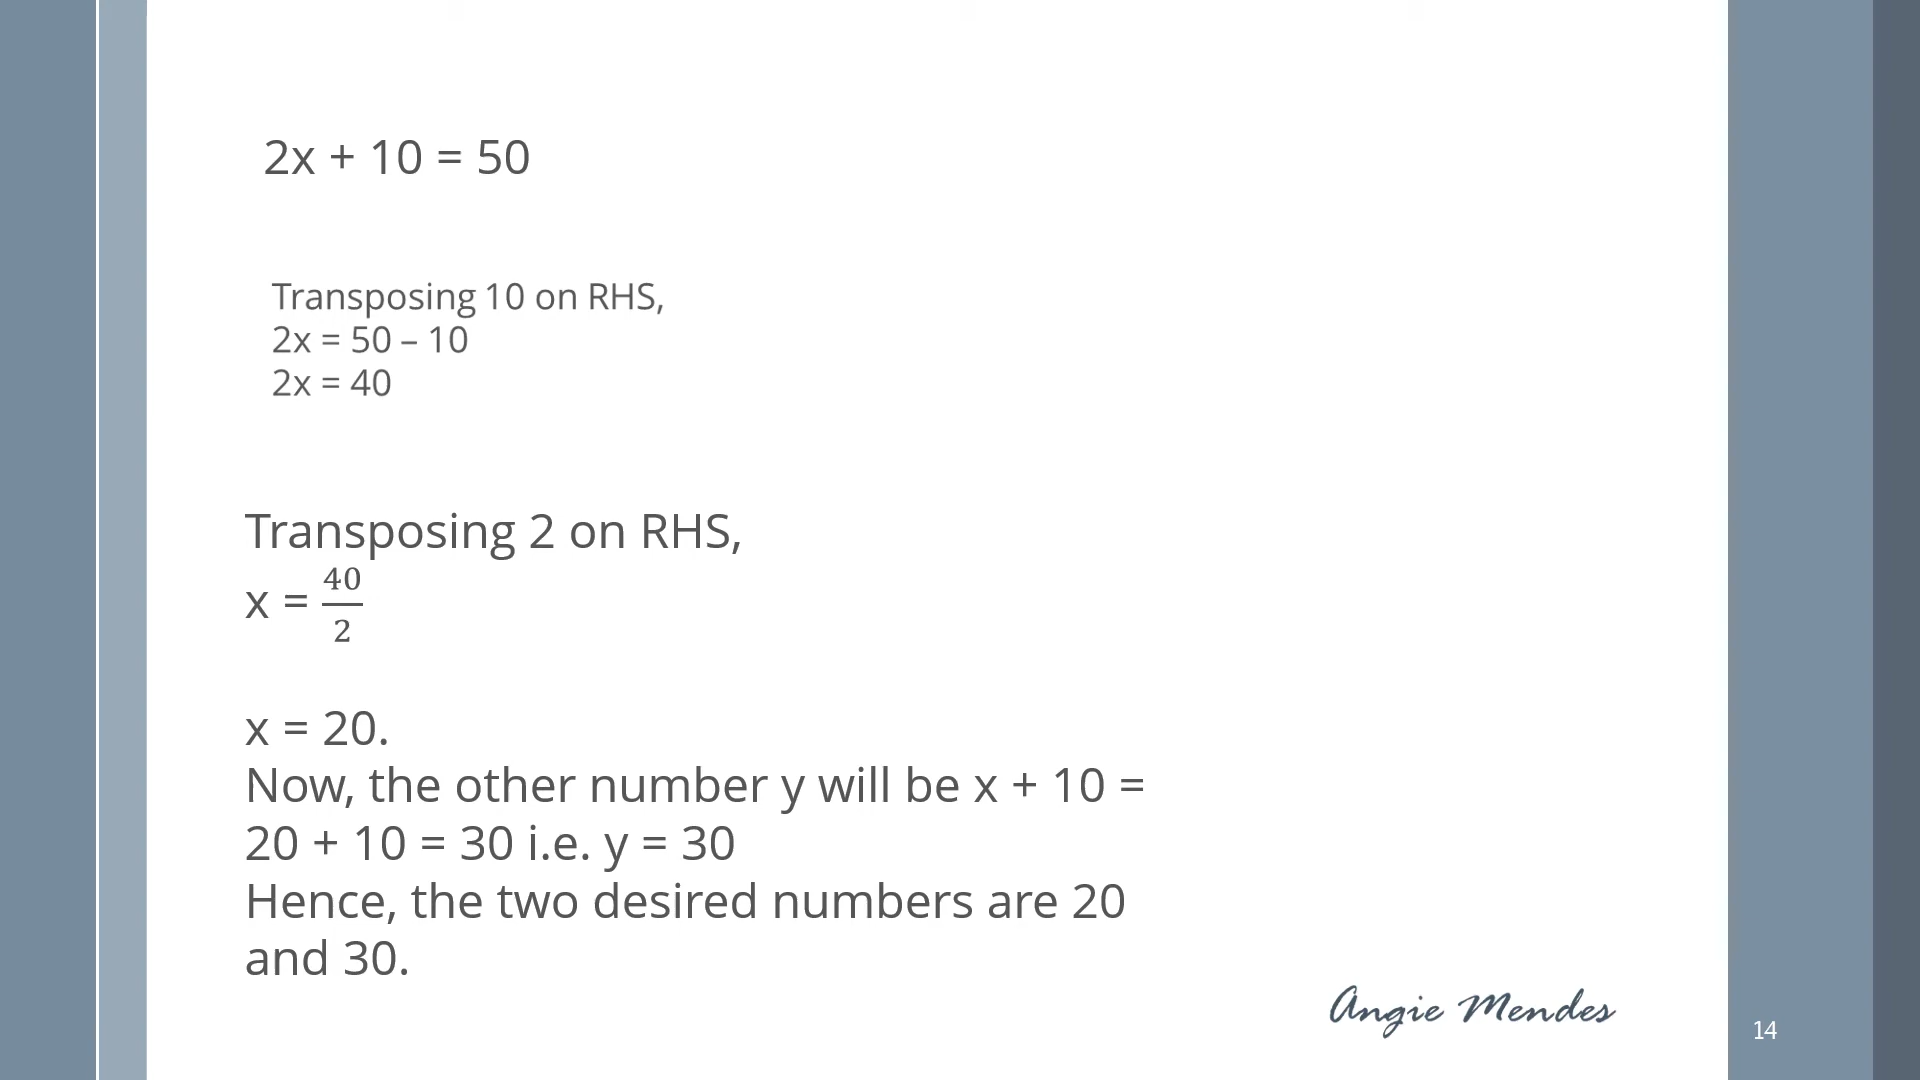 2x + 10 = 50
Transposing 10 on RHS,
2x = 50 – 10
2x = 40
Transposing 2 on RHS,
x = 40/2
x = 20.
Now, the other number y will be x + 10 =
20 + 10 = 30 i.e. y = 30
Hence, the two desired numbers are 20
and 30.
Angie Mendes
14